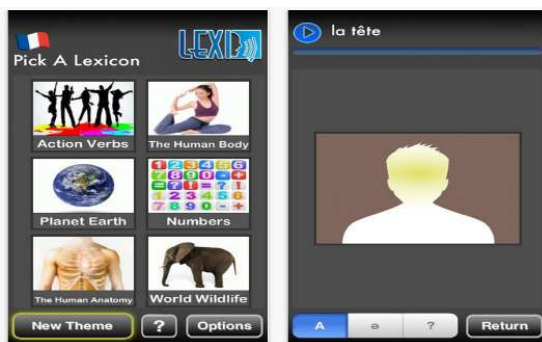 LEXID
Pick A Lexicon
Action Verbs
The Human Body
Planet Earth
Numbers
The Human Anatomy
World Wildlife
New Theme
?
Options
la tête
A
ə
?
Return